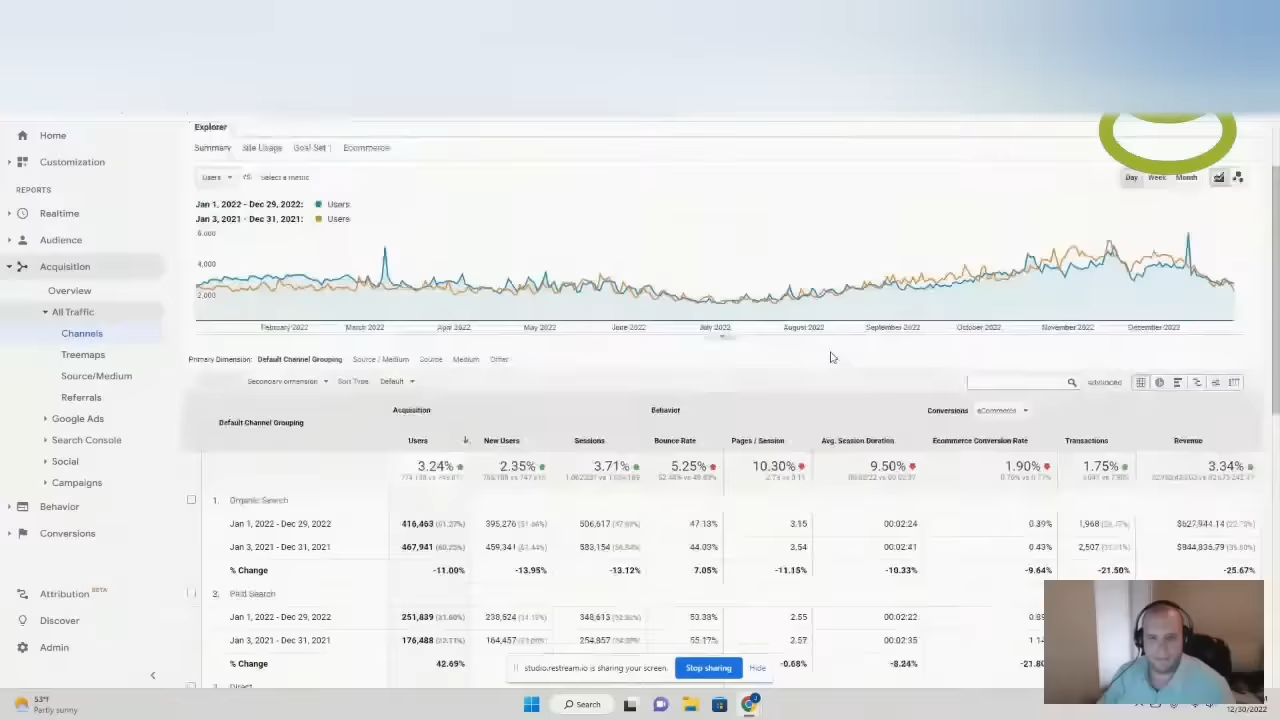 Explorer
Summary Site Usage Goal Set 1 Ecommerce
Users VS. Select a metric
Day Week Month
Jan 1, 2022 - Dec 29, 2022: Users
Jan 3, 2021 - Dec 31, 2021: Users
6,000
4,000
2,000
February 2022 March 2022 April 2022 May 2022 June 2022 July 2022 August 2022 September 2022 October 2022 November 2022 December 2022
Home
Customization
REPORTS
Realtime
Audience
Acquisition
Overview
All Traffic
Channels
Treemaps
Source/Medium
Referrals
Google Ads
Search Console
Social
Campaigns
Behavior
Conversions
Attribution BETA
Discover
Admin
Primary Dimension: Default Channel Grouping Source / Medium Source Medium Other
Secondary dimension Sort Type: Default
advanced
Default Channel Grouping
Acquisition Behavior Conversions eCommerce
Users New Users Sessions Bounce Rate Pages / Session Avg. Session Duration Ecommerce Conversion Rate Transactions Revenue
3.24% 2.35% 3.71% 5.25% 10.30% 9.50% 1.90% 1.75% 3.34%
1. Organic Search
Jan 1, 2022 - Dec 29, 2022 416,463 395,276 506,617 47.13% 3.15 00:02:24 0.39% 1,968 $627,944.14
Jan 3, 2021 - Dec 31, 2021 467,941 459,341 583,154 44.03% 3.54 00:02:41 0.43% 2,507 $844,836.79
% Change -11.00% -13.95% -13.12% 7.05% -11.15% -10.33% -9.64% -21.50% -25.67%
2. Paid Search
Jan 1, 2022 - Dec 29, 2022 251,839 238,524 348,613 53.33% 2.55 00:02:22
Jan 3, 2021 - Dec 31, 2021 176,488 164,457 254,857 55.17% 2.57 00:02:35
% Change 42.69% -0.68% -8.24%
3. Direct
studio.restream.io is sharing your screen. Stop sharing Hide
53°F
Partly sunny
Search
12/30/2022